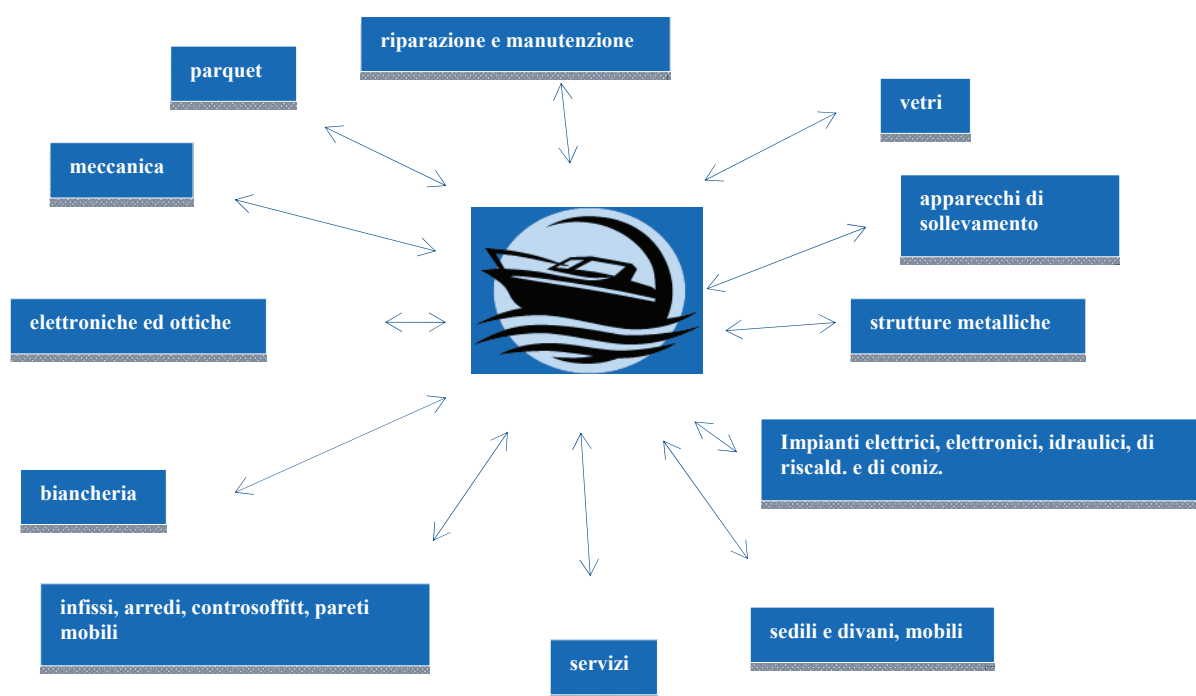 riparazione e manutenzione
parquet
vetri
meccanica
apparecchi di
sollevamento
elettroniche ed ottiche
strutture metalliche
Impianti elettrici, elettronici, idraulici, di
riscald. e di coniz.
biancheria
infissi, arredi, controsoffitt, pareti
mobili
sedili e divani, mobili
servizi